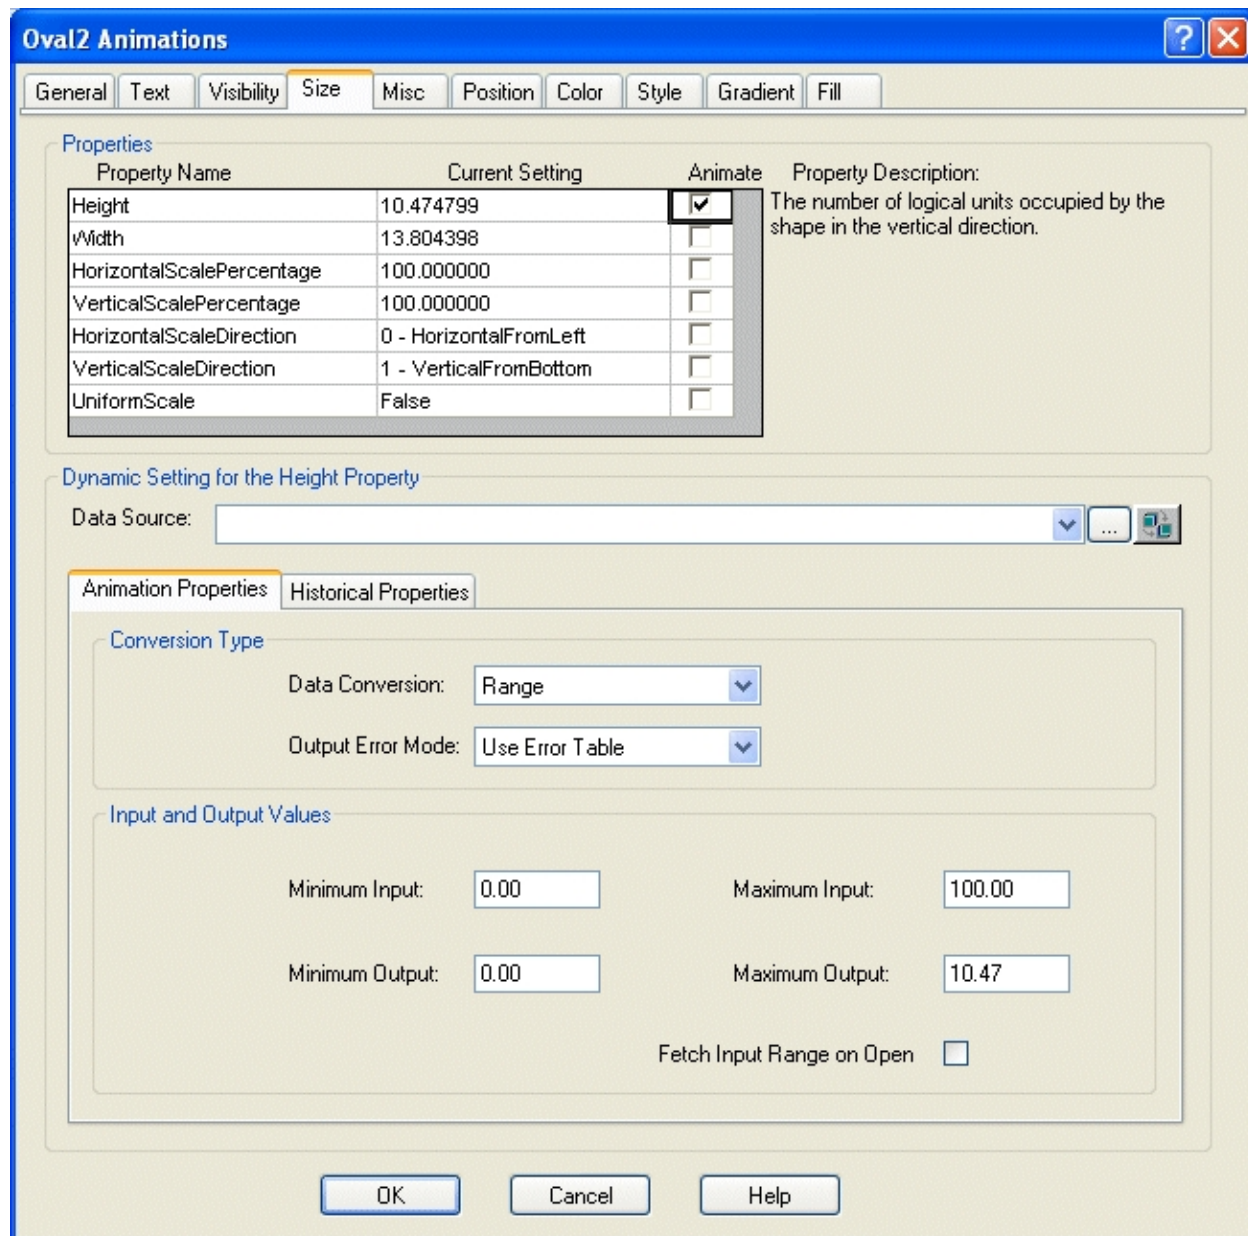 Oval2 Animations
General Text Visibility Size Misc Position Color Style Gradient Fill
Properties
Property Name Current Setting Animate Property Description:
Height 10.474799 The number of logical units occupied by the
shape in the vertical direction.
Width 13.804398
HorizontalScalePercentage 100.000000
VerticalScalePercentage 100.000000
HorizontalScaleDirection 0 - HorizontalFromLeft
VerticalScaleDirection 1 - VerticalFromBottom
UniformScale False
Dynamic Setting for the Height Property
Data Source: ...
Animation Properties Historical Properties
Conversion Type
Data Conversion: Range
Output Error Mode: Use Error Table
Input and Output Values
Minimum Input: 0.00 Maximum Input: 100.00
Minimum Output: 0.00 Maximum Output: 10.47
Fetch Input Range on Open
OK Cancel Help